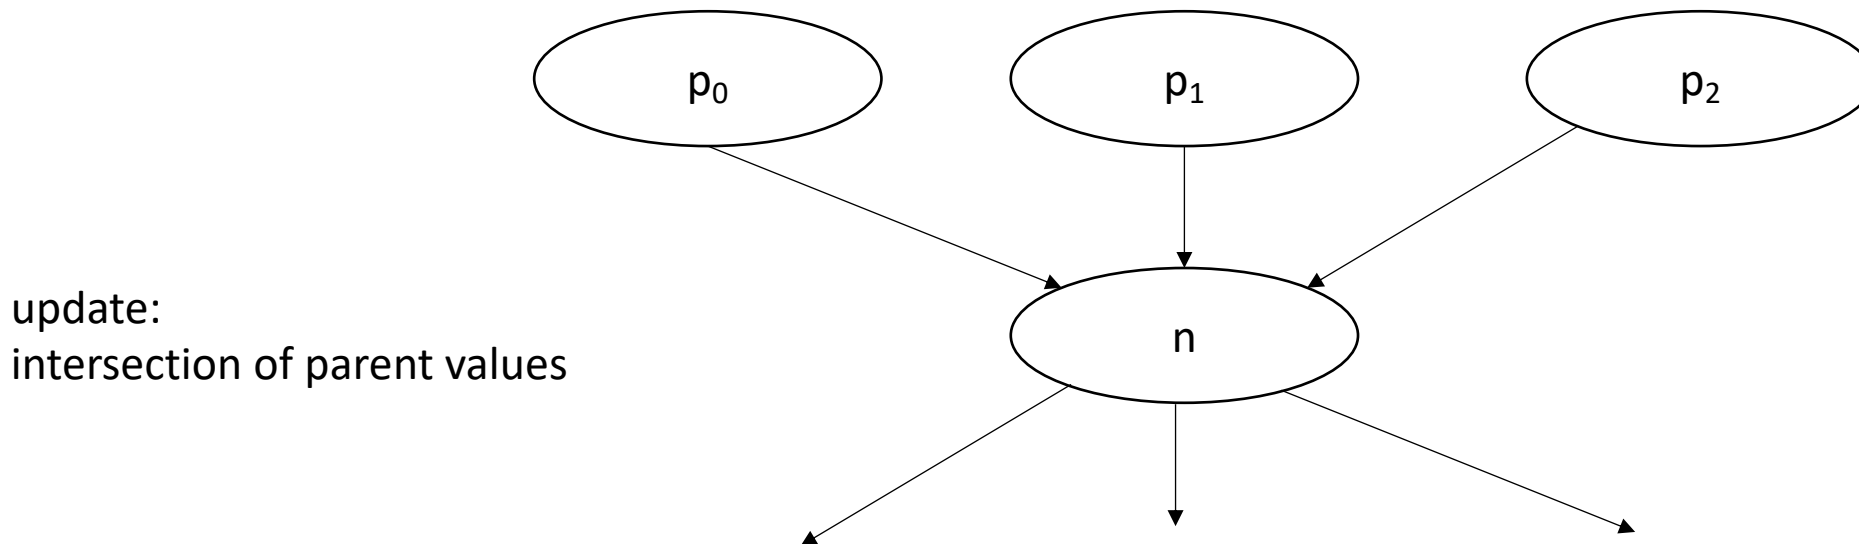 p₀
p₁
p₂
update:
intersection of parent values
n